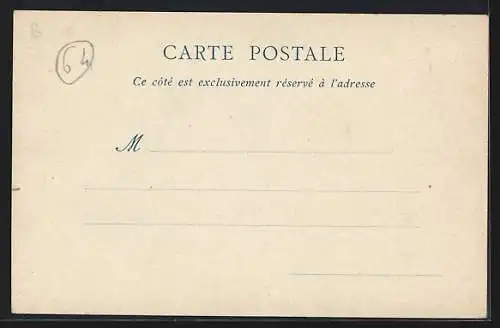 B
64
CARTE POSTALE
Ce côté est exclusivement réservé à l'adresse
M